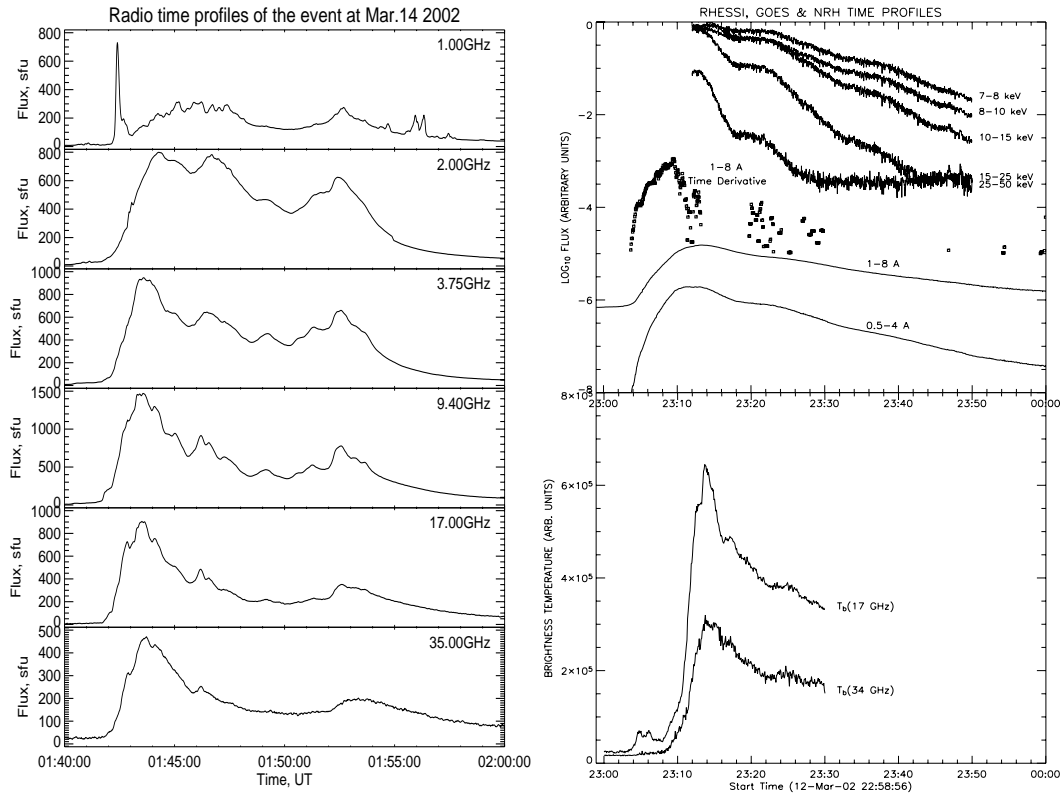 Radio time profiles of the event at Mar.14 2002
800
600
400
200
0
Flux, sfu
1.00GHz
800
600
400
200
0
Flux, sfu
2.00GHz
1000
800
600
400
200
0
Flux, sfu
3.75GHz
1500
1000
500
0
Flux, sfu
9.40GHz
1000
800
600
400
200
0
Flux, sfu
17.00GHz
500
400
300
200
100
0
Flux, sfu
35.00GHz
01:40:00 01:45:00 01:50:00 01:55:00 02:00:00
Time, UT
RHESSI, GOES & NRH TIME PROFILES
0
−2
−4
−6
−8
LOG₁₀ FLUX (ARBITRARY UNITS)
7−8 keV
8−10 keV
10−15 keV
15−25 keV
25−50 keV
1−8 A
Time Derivative
1−8 A
0.5−4 A
23:00 23:10 23:20 23:30 23:40 23:50 00:00
8×10⁵
6×10⁵
4×10⁵
2×10⁵
0
BRIGHTNESS TEMPERATURE (ARB. UNITS)
T_b(17 GHz)
T_b(34 GHz)
23:00 23:10 23:20 23:30 23:40 23:50 00:00
Start Time (12−Mar−02 22:58:56)